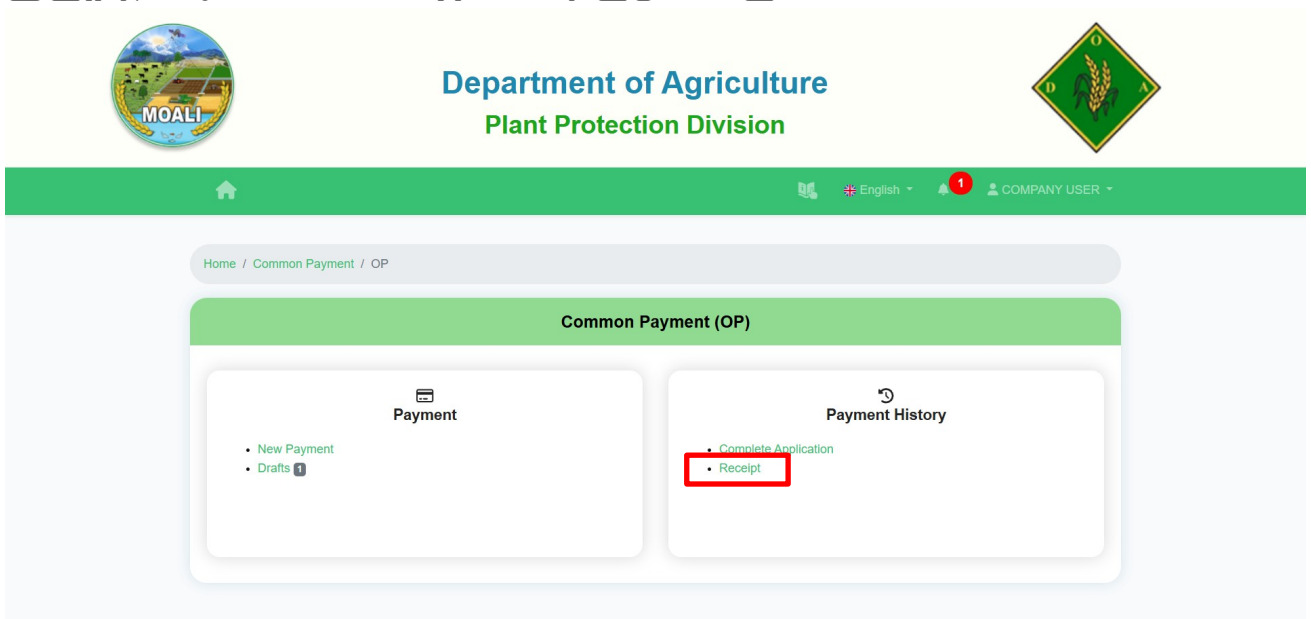 MOALI
Department of Agriculture
Plant Protection Division
D O A
1
English
COMPANY USER
Home / Common Payment / OP
Common Payment (OP)
Payment
• New Payment
• Drafts 1
Payment History
• Complete Application
• Receipt